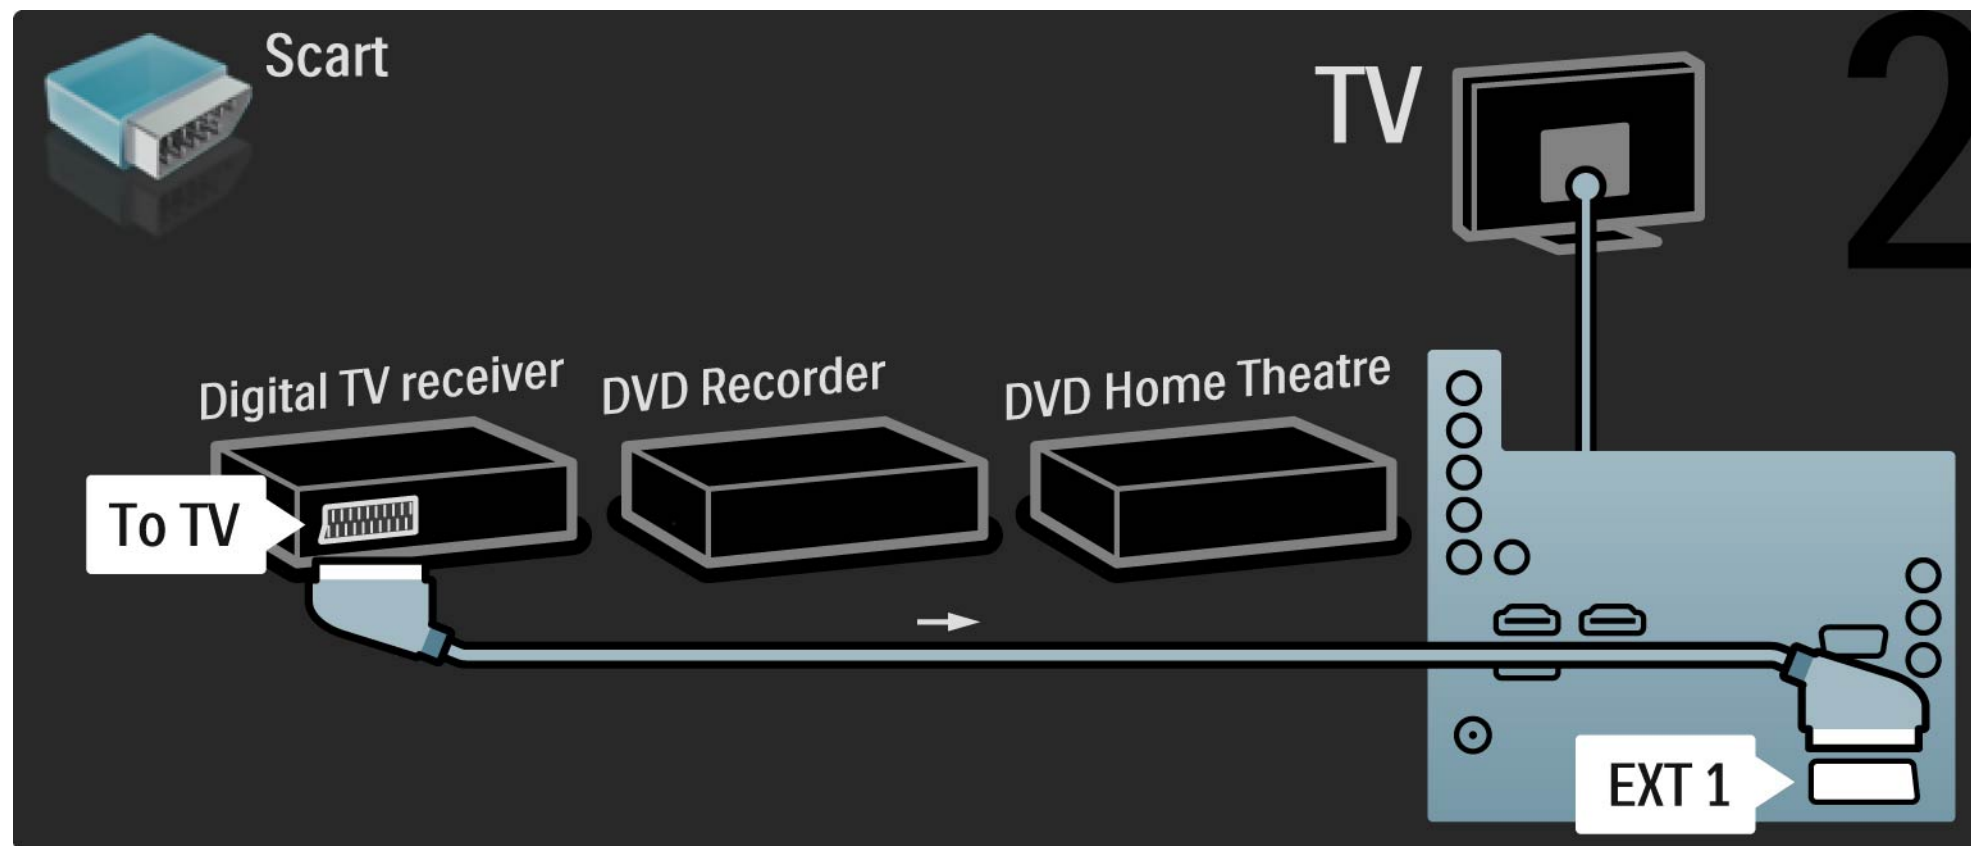 Scart
TV
2
Digital TV receiver
DVD Recorder
DVD Home Theatre
To TV
EXT 1